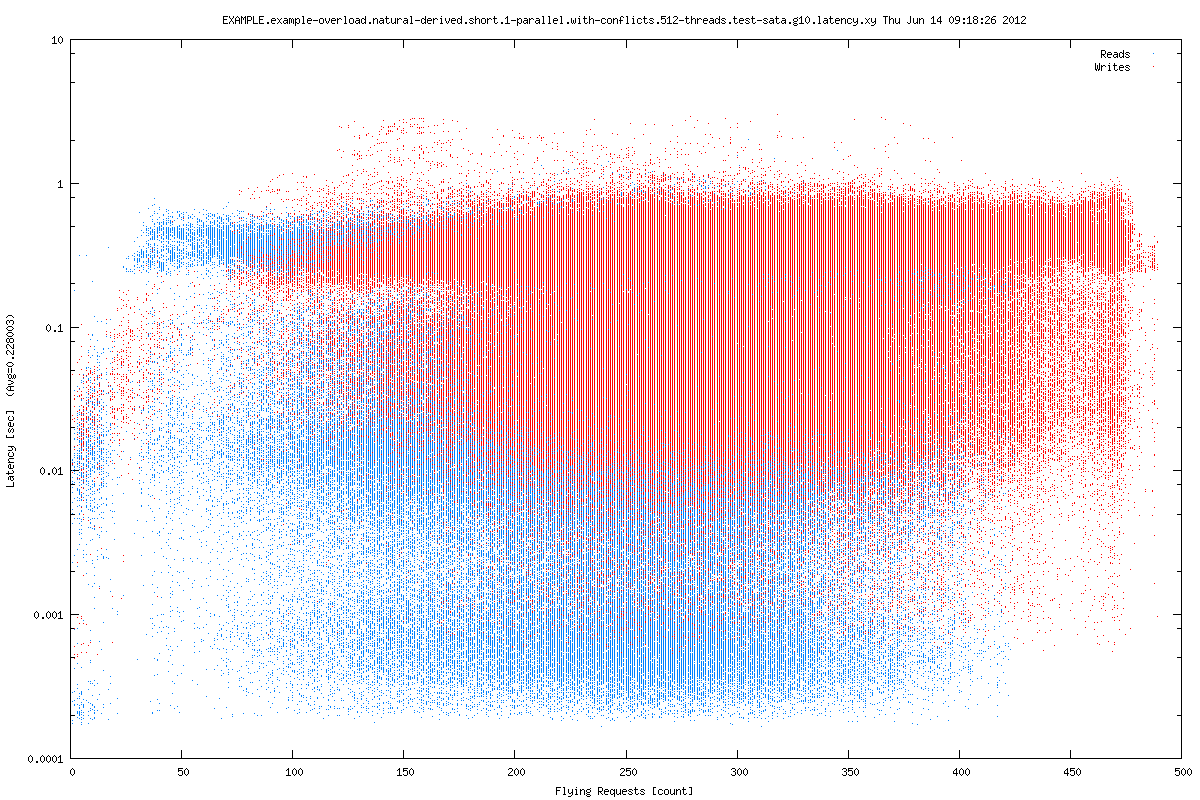 EXAMPLE.example-overload.natural-derived.short.1-parallel.with-conflicts.512-threads.test-sata.g10.latency.xy Thu Jun 14 09:18:26 2012
10
Reads
Writes
1
0.1
0.01
0.001
0.0001
Latency [sec] (Avg=0.228003)
0 50 100 150 200 250 300 350 400 450 500
Flying Requests [count]